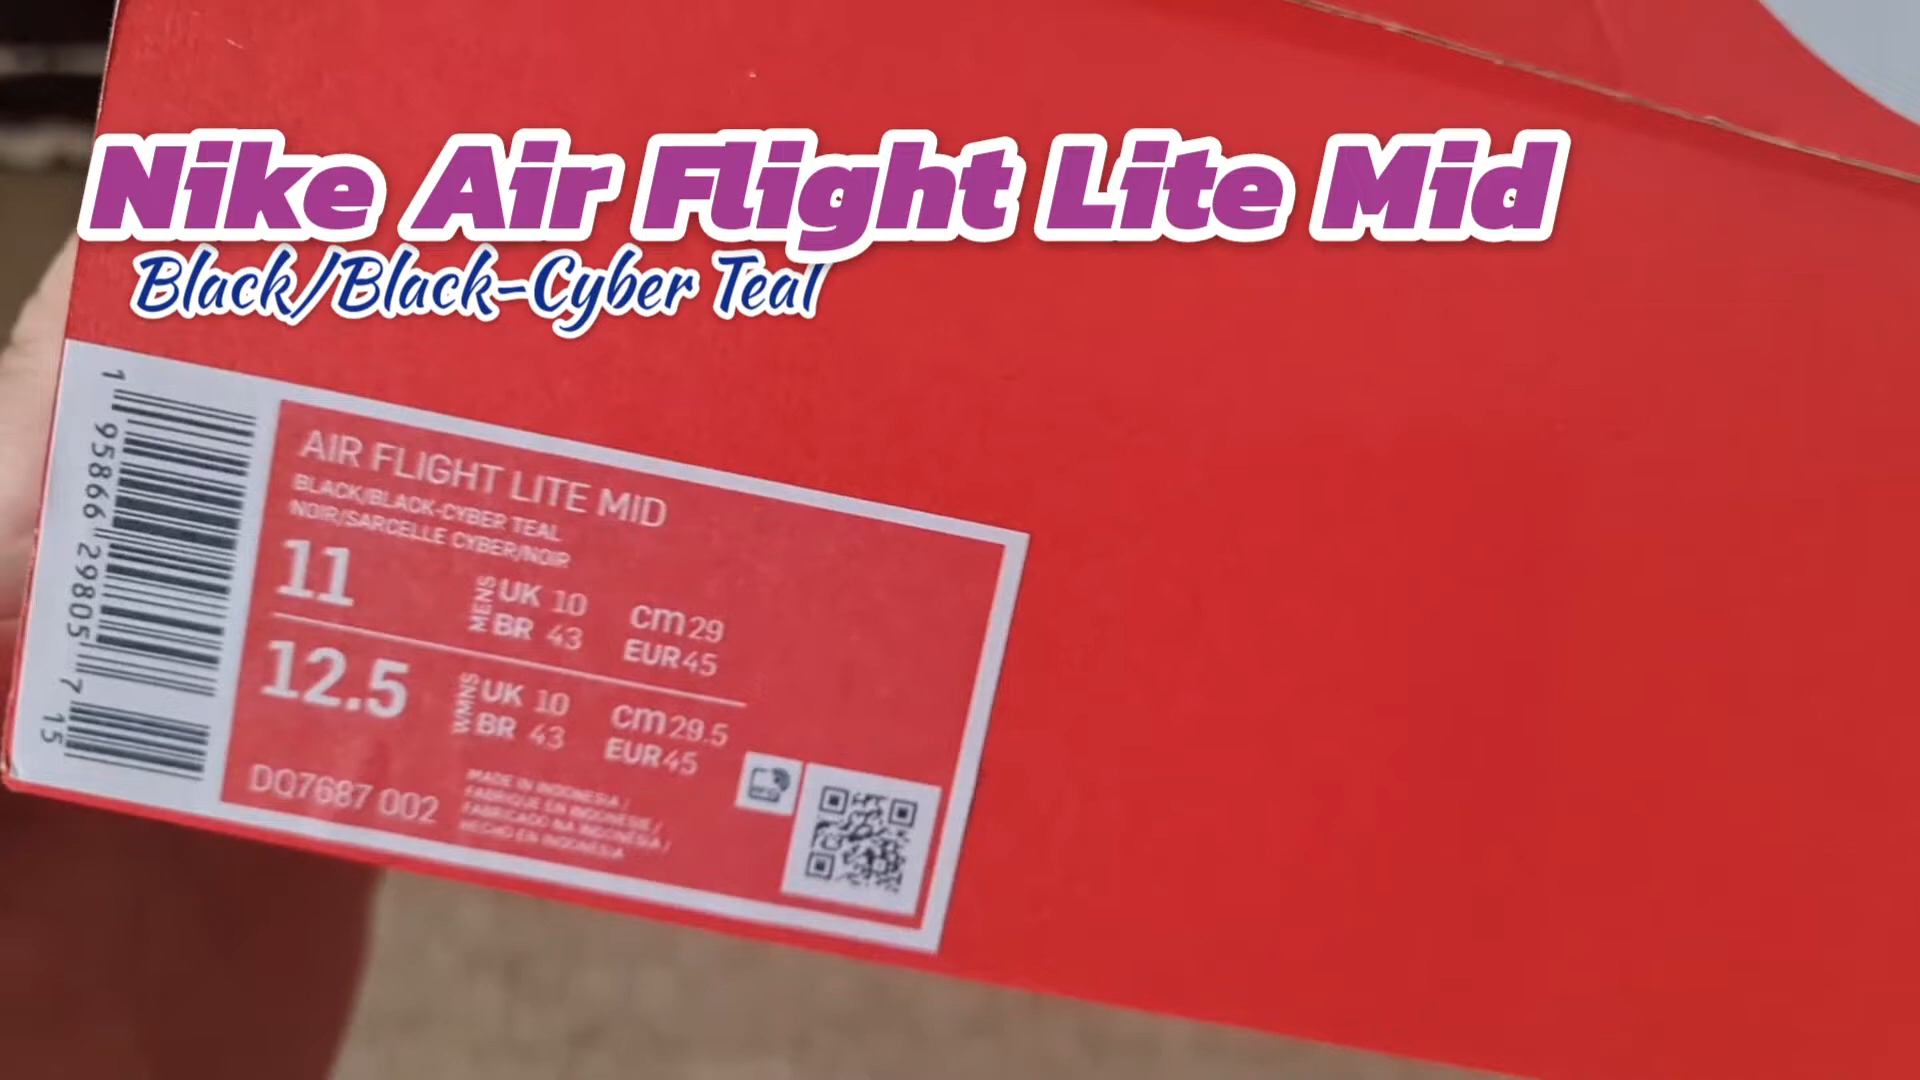 Nike Air Flight Lite Mid
Black/Black-Cyber Teal
1 95866 29805 7 15
AIR FLIGHT LITE MID
BLACK/BLACK-CYBER TEAL
NOIR/SARCELLE CYBER/NOIR
11 MENS UK 10 cm 29
BR 43 EUR 45
12.5 WMNS UK 10 cm 29.5
BR 43 EUR 45
DQ7687 002
MADE IN INDONESIA /
FABRIQUE EN INDONESIE /
FABRICADO NA INDONESIA /
HECHO EN INDONESIA